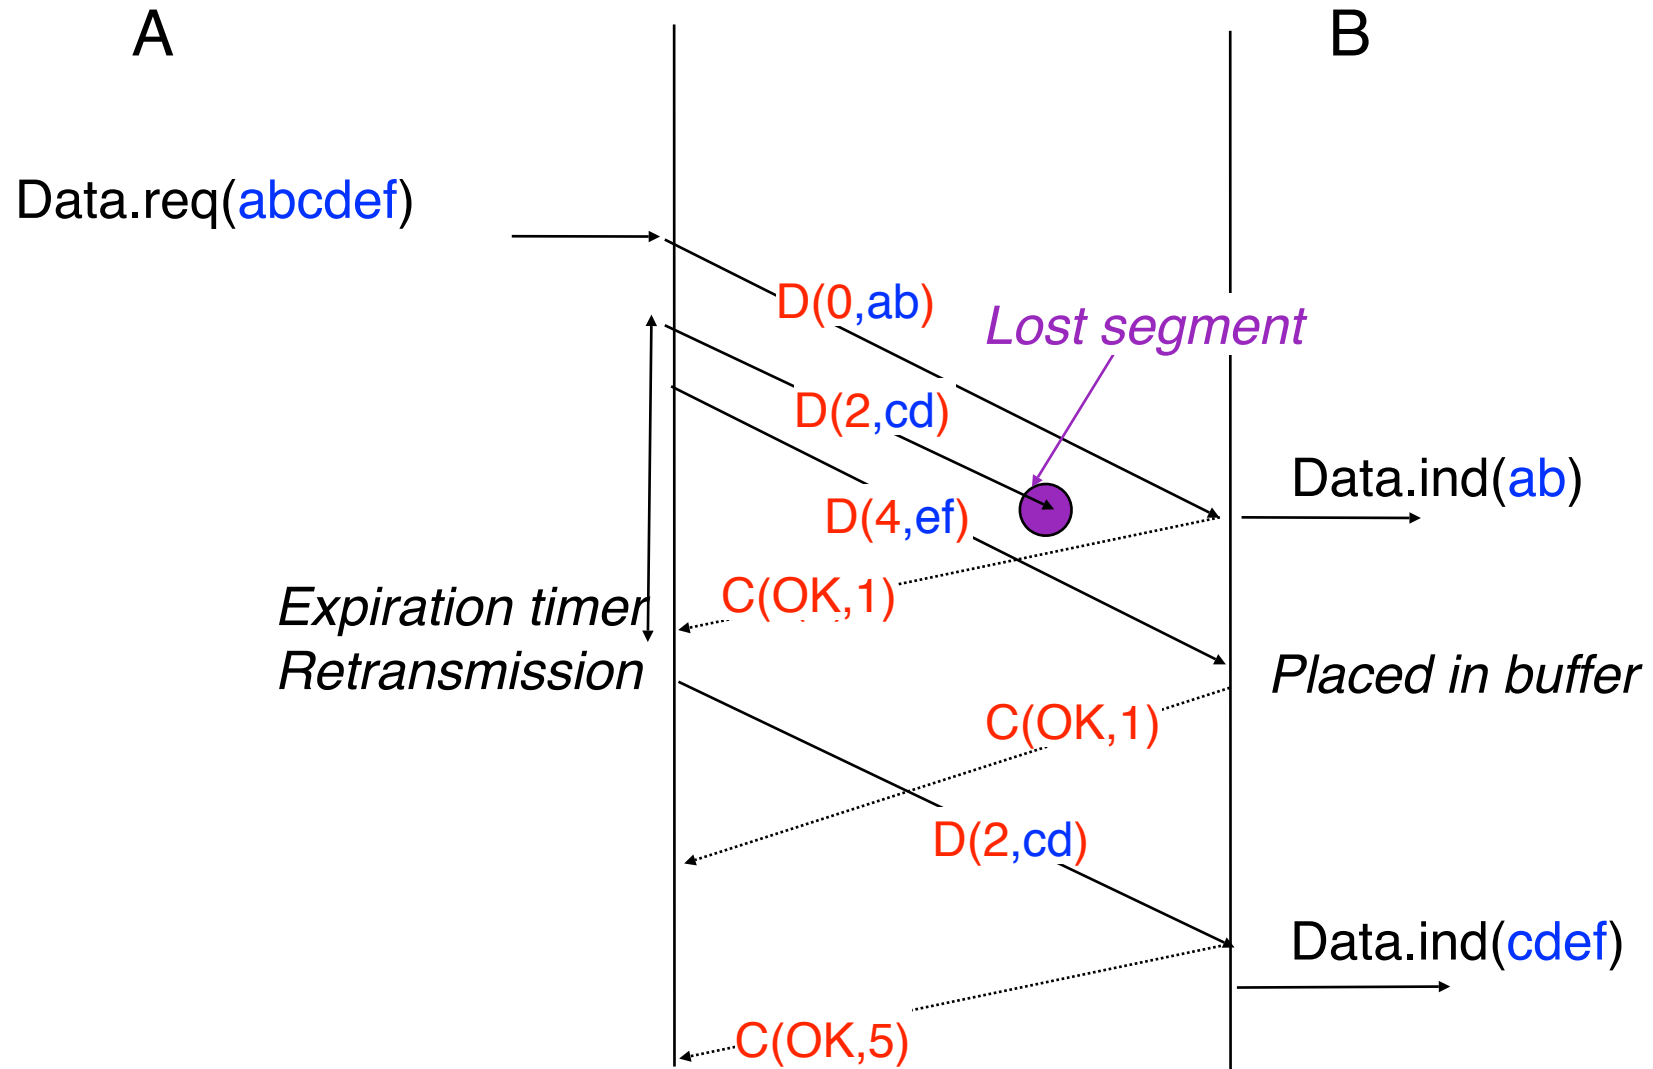 A
B
Data.req(abcdef)
D(0,ab)
Lost segment
D(2,cd)
Data.ind(ab)
D(4,ef)
C(OK,1)
Expiration timer
Retransmission
Placed in buffer
C(OK,1)
D(2,cd)
Data.ind(cdef)
C(OK,5)